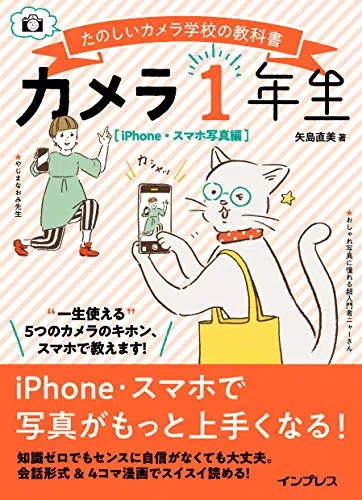 たのしいカメラ学校の教科書
カメラ1年生
[iPhone・スマホ写真編]
矢島直美 著
カシャッ
★やじまなおみ先生
★おしゃれ写真に憧れる超入門者ニャーさん
“一生使える”
5つのカメラのキホン、
スマホで教えます!
iPhone・スマホで
写真がもっと上手くなる!
知識ゼロでもセンスに自信がなくても大丈夫。
会話形式&4コマ漫画でスイスイ読める!
インプレス